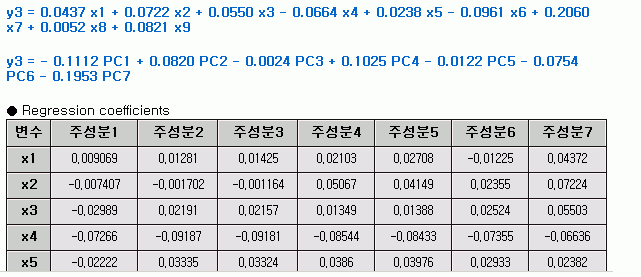 y3 = 0.0437 x1 + 0.0722 x2 + 0.0550 x3 - 0.0664 x4 + 0.0238 x5 - 0.0961 x6 + 0.2060
x7 + 0.0052 x8 + 0.0821 x9
y3 = - 0.1112 PC1 + 0.0820 PC2 - 0.0024 PC3 + 0.1025 PC4 - 0.0122 PC5 - 0.0754
PC6 - 0.1953 PC7
● Regression coefficients
변수 주성분1 주성분2 주성분3 주성분4 주성분5 주성분6 주성분7
x1 0.009069 0.01281 0.01425 0.02103 0.02708 -0.01225 0.04372
x2 -0.007407 -0.001702 -0.001164 0.05067 0.04149 0.02355 0.07224
x3 -0.02989 0.02191 0.02157 0.01349 0.01388 0.02524 0.05503
x4 -0.07266 -0.09187 -0.09181 -0.08544 -0.08433 -0.07355 -0.06636
x5 -0.02222 0.03335 0.03324 0.0386 0.03976 0.02933 0.02382